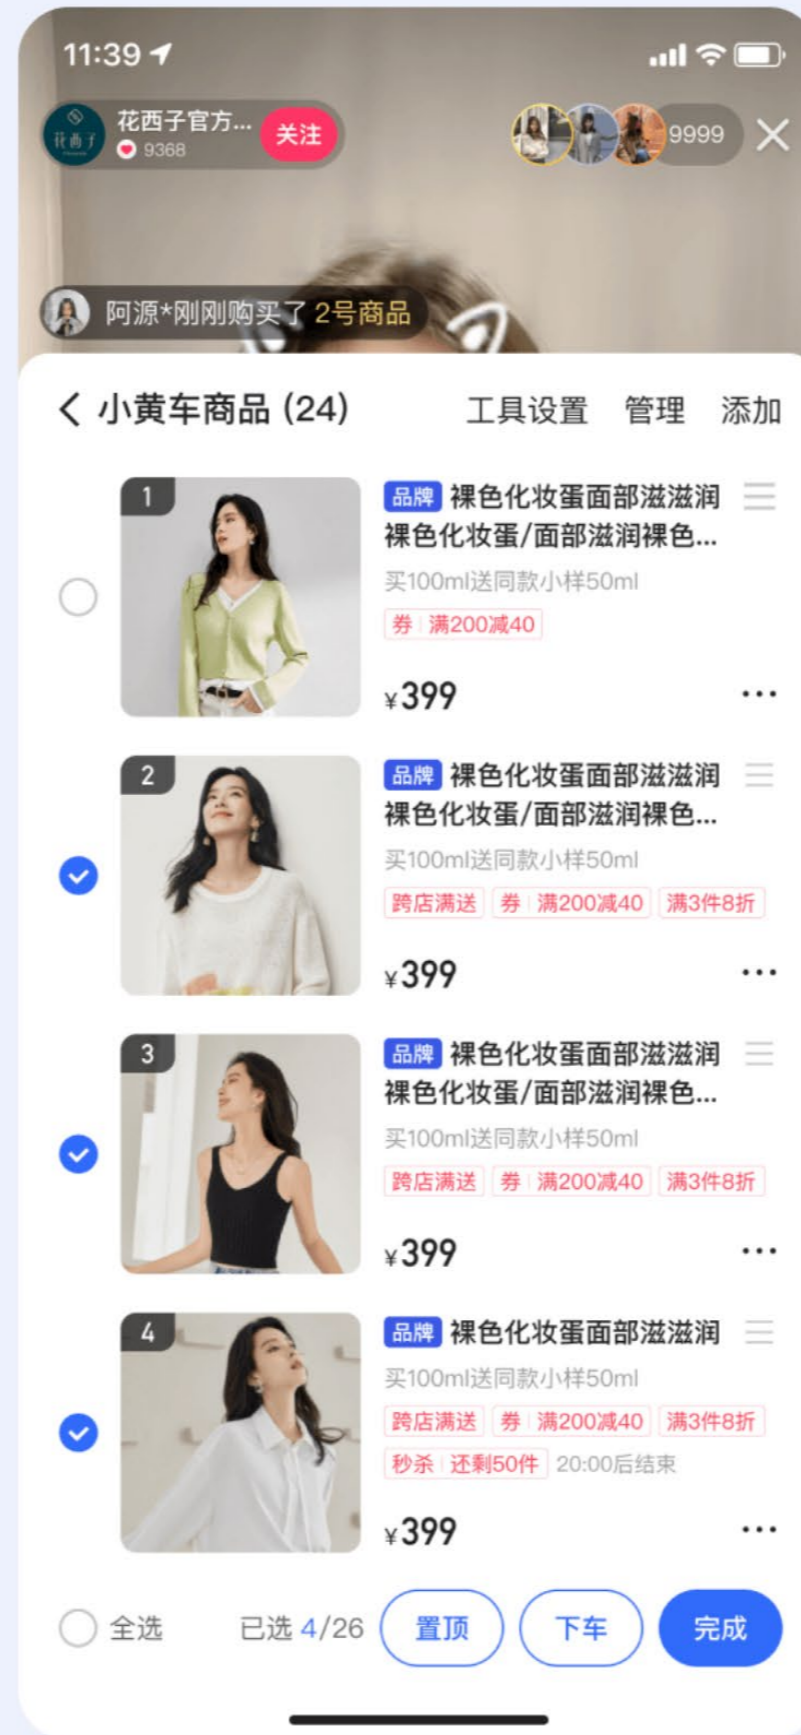 11:39
花西子官方...
关注
9368
9999
花西子
阿源*刚刚购买了 2号商品
小黄车商品 (24)
工具设置 管理 添加
1
品牌 裸色化妆蛋面部滋滋润
裸色化妆蛋/面部滋润裸色...
买100ml送同款小样50ml
券 满200减40
¥399
2
品牌 裸色化妆蛋面部滋滋润
裸色化妆蛋/面部滋润裸色...
买100ml送同款小样50ml
跨店满送 券 满200减40 满3件8折
¥399
3
品牌 裸色化妆蛋面部滋滋润
裸色化妆蛋/面部滋润裸色...
买100ml送同款小样50ml
跨店满送 券 满200减40 满3件8折
¥399
4
品牌 裸色化妆蛋面部滋滋润
买100ml送同款小样50ml
跨店满送 券 满200减40 满3件8折
秒杀 还剩50件 20:00后结束
¥399
全选 已选 4/26 置顶 下车 完成